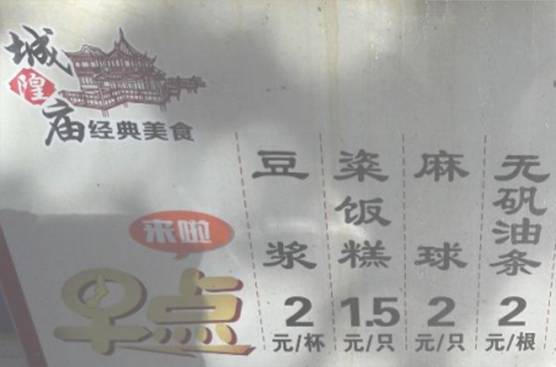 城隍庙经典美食
来啦
早点
豆浆
2
元/杯
粢饭糕
1.5
元/只
麻球
2
元/只
无矾油条
2
元/根